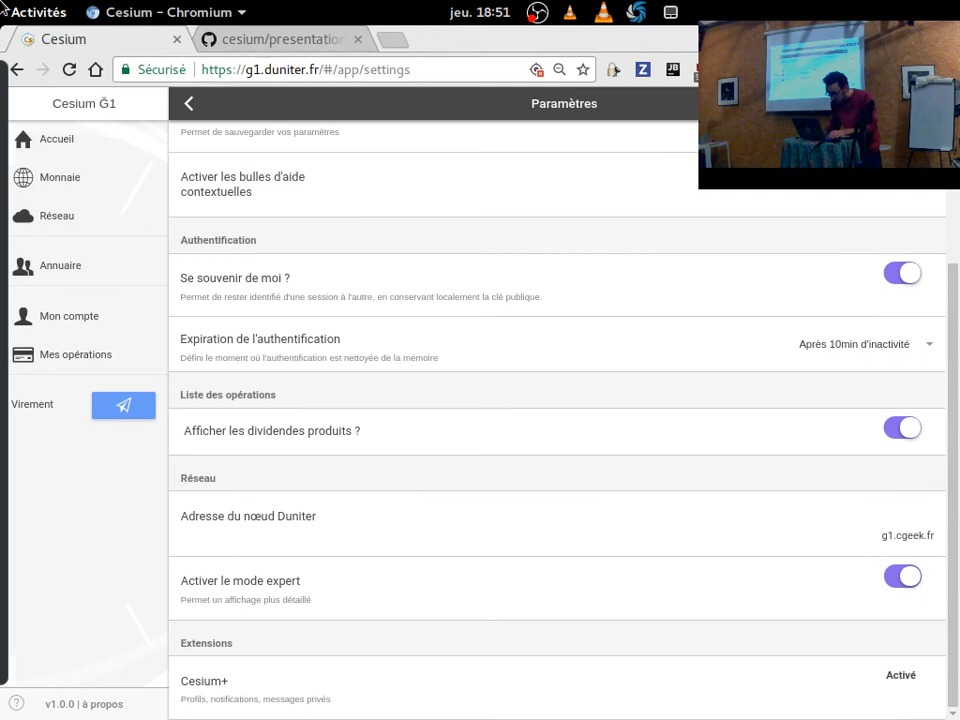 Activités
Cesium - Chromium
jeu. 18:51
Cesium
cesium/presentation
Sécurisé
https://g1.duniter.fr/#/app/settings
Z
JB
Cesium Ğ1
Paramètres
Accueil
Monnaie
Réseau
Annuaire
Mon compte
Mes opérations
Virement
Permet de sauvegarder vos paramètres
Activer les bulles d'aide
contextuelles
Authentification
Se souvenir de moi ?
Permet de rester identifié d'une session à l'autre, en conservant localement la clé publique.
Expiration de l'authentification
Après 10min d'inactivité
Défini le moment où l'authentification est nettoyée de la mémoire
Liste des opérations
Afficher les dividendes produits ?
Réseau
Adresse du nœud Duniter
g1.cgeek.fr
Activer le mode expert
Permet un affichage plus détaillé
Extensions
Cesium+
Activé
Profils, notifications, messages privés
v1.0.0 | à propos